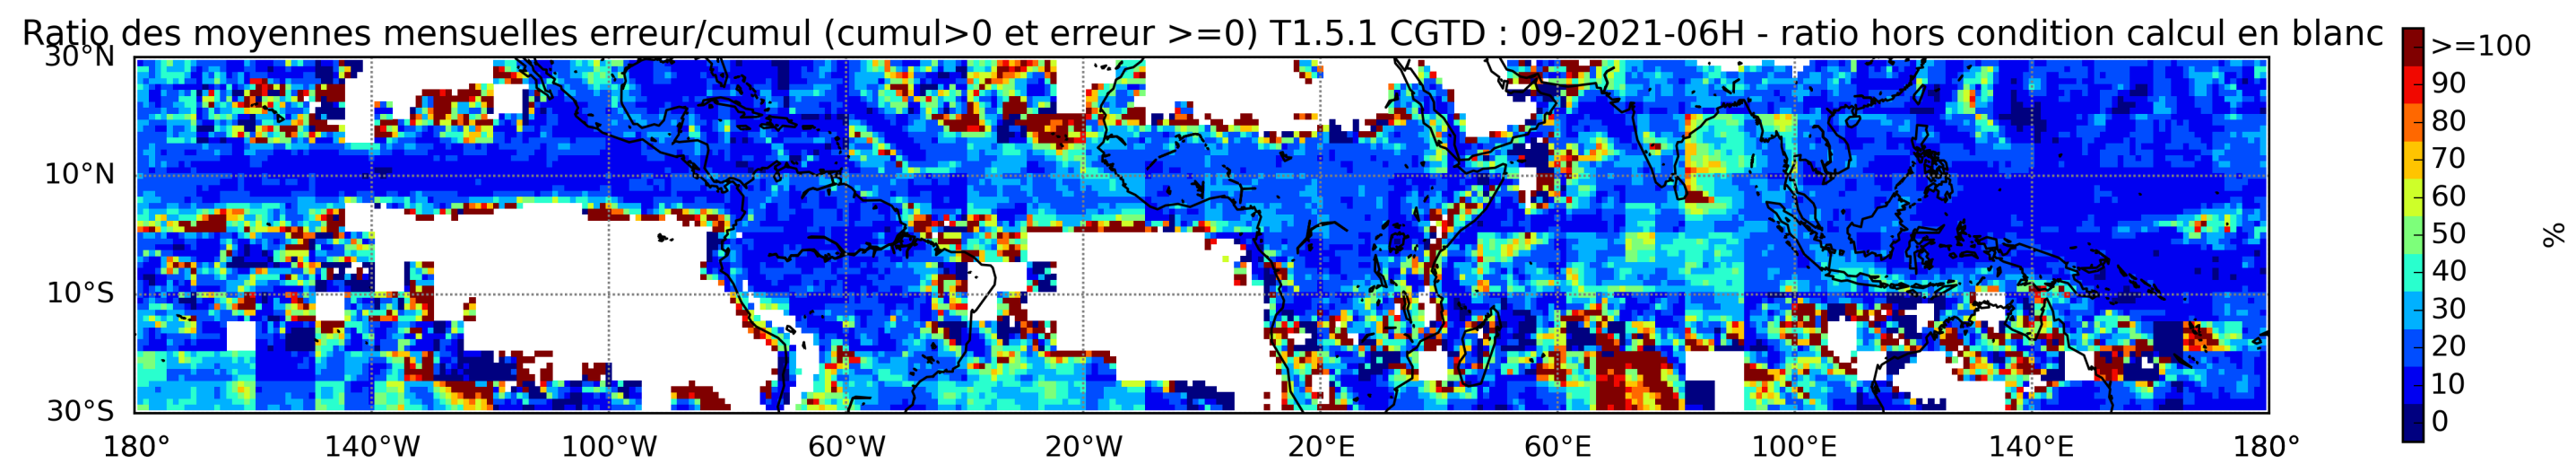 Ratio des moyennes mensuelles erreur/cumul (cumul>0 et erreur >=0) T1.5.1 CGTD : 09-2021-06H - ratio hors condition calcul en blanc
30°N
10°N
10°S
30°S
180° 140°W 100°W 60°W 20°W 20°E 60°E 100°E 140°E 180°
>=100
90
80
70
60
50
40
30
20
10
0
%